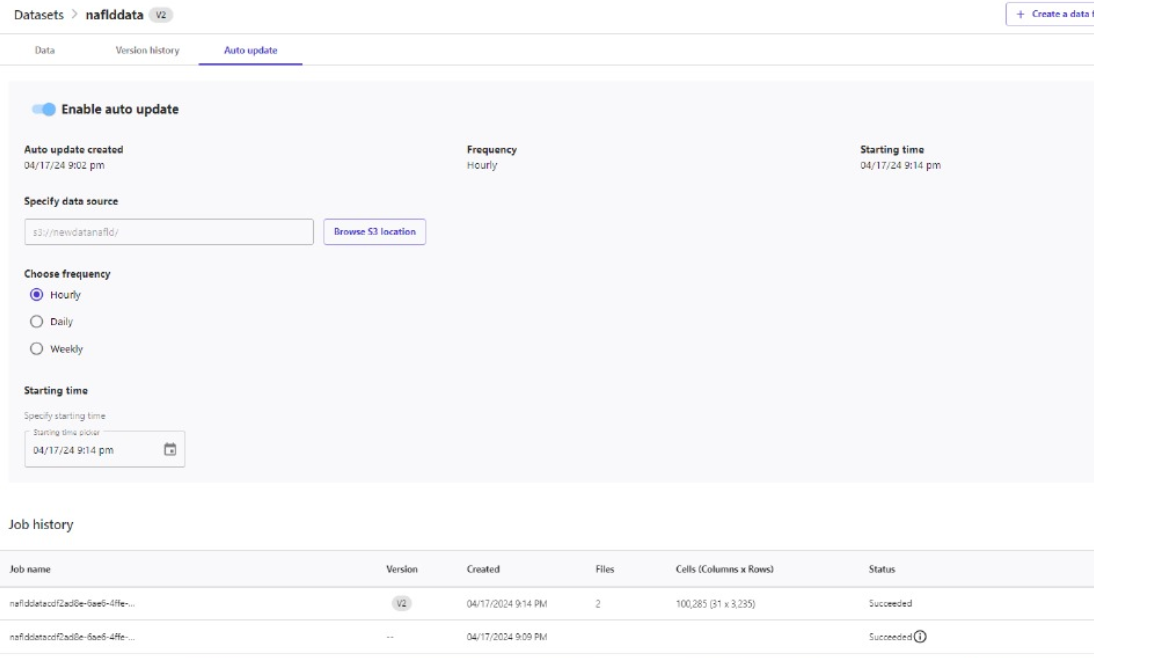 Datasets > naflddata V2
+ Create a data f
Data Version history Auto update
Enable auto update
Auto update created Frequency Starting time
04/17/24 9:02 pm Hourly 04/17/24 9:14 pm
Specify data source
s3://newdatanafld/ Browse S3 location
Choose frequency
Hourly
Daily
Weekly
Starting time
Specify starting time
Starting time picker
04/17/24 9:14 pm
Job history
Job name Version Created Files Cells (Columns x Rows) Status
naflddatacdf2ad8e-6ae6-4ffe-... V2 04/17/2024 9:14 PM 2 100,285 (31 x 3,235) Succeeded
naflddatacdf2ad8e-6ae6-4ffe-... -- 04/17/2024 9:09 PM Succeeded